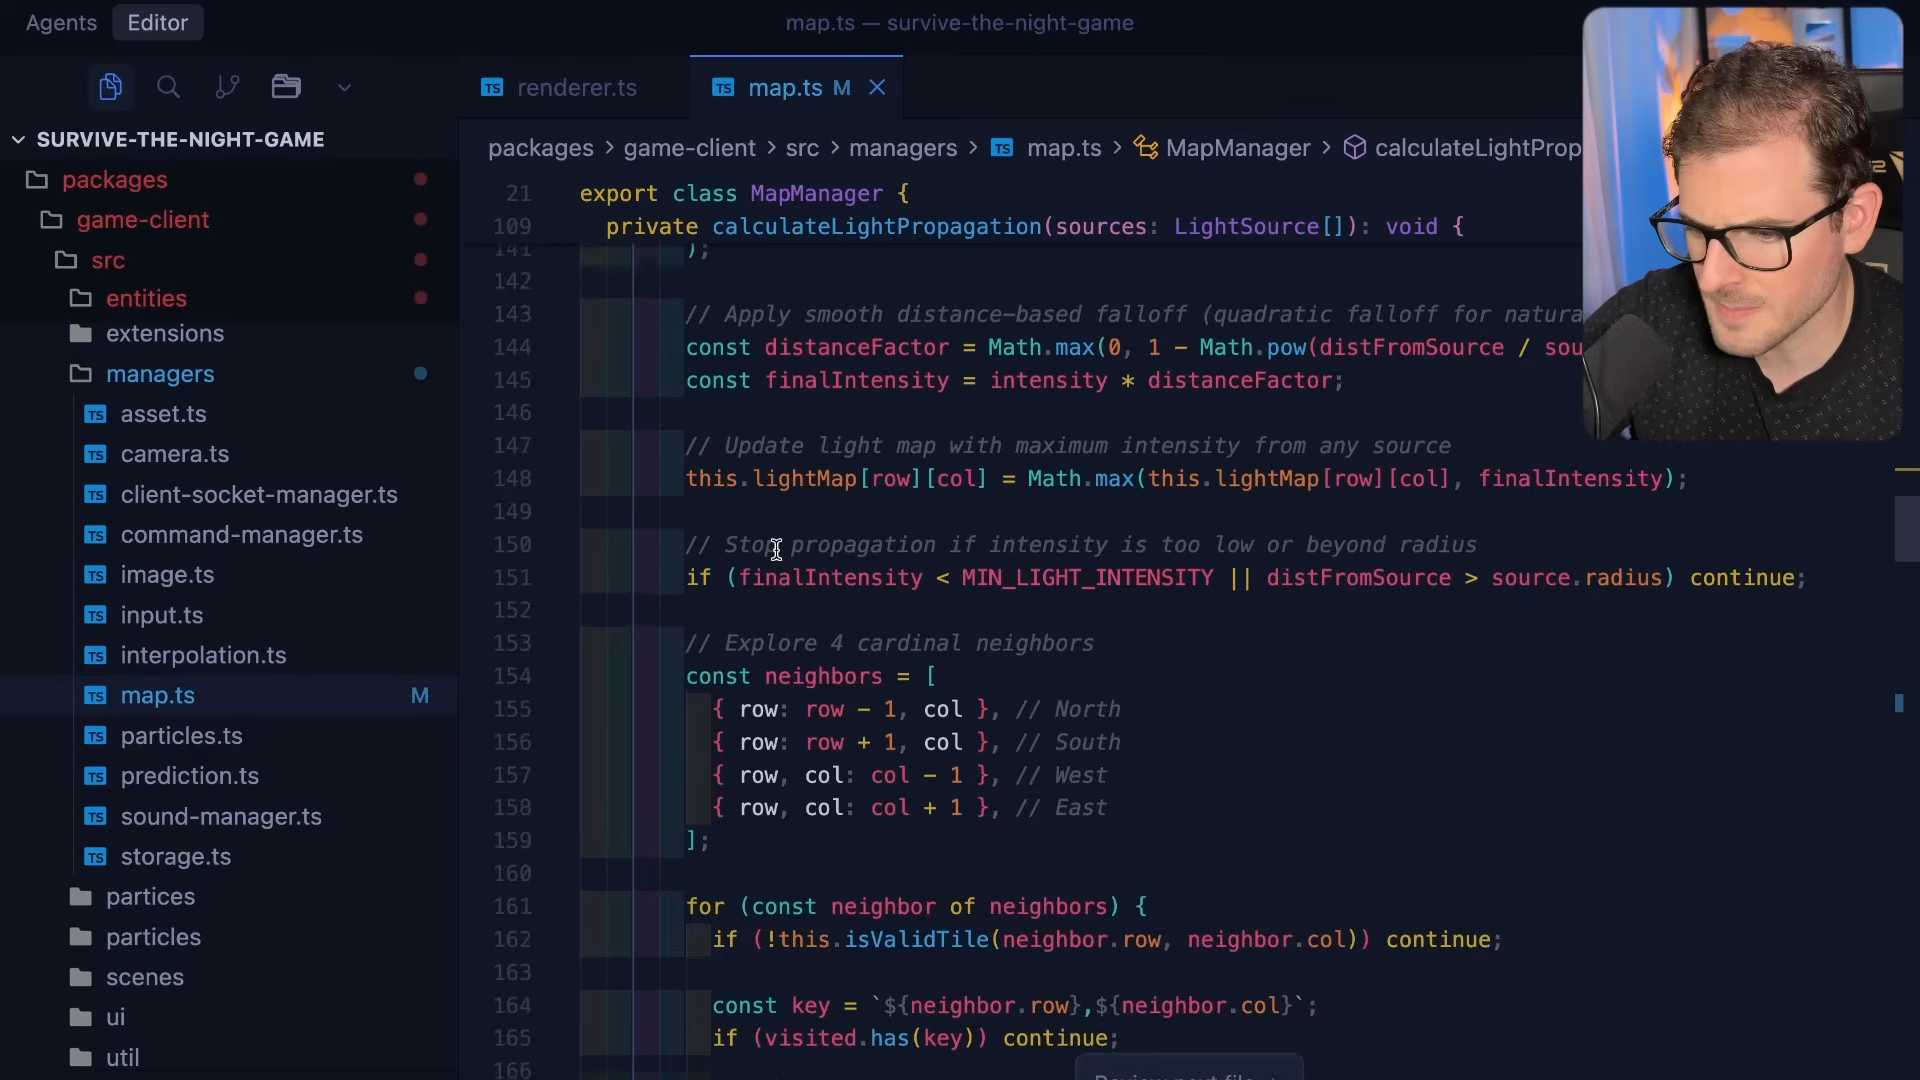 Agents
Editor
map.ts — survive-the-night-game
SURVIVE-THE-NIGHT-GAME
packages
game-client
src
entities
extensions
managers
asset.ts
camera.ts
client-socket-manager.ts
command-manager.ts
image.ts
input.ts
interpolation.ts
map.ts M
particles.ts
prediction.ts
sound-manager.ts
storage.ts
partices
particles
scenes
ui
util
TS renderer.ts
TS map.ts M
packages > game-client > src > managers > TS map.ts > MapManager > calculateLightProp
21 export class MapManager {
109 private calculateLightPropagation(sources: LightSource[]): void {
141 );
142
143 // Apply smooth distance-based falloff (quadratic falloff for natura
144 const distanceFactor = Math.max(0, 1 - Math.pow(distFromSource / sou
145 const finalIntensity = intensity * distanceFactor;
146
147 // Update light map with maximum intensity from any source
148 this.lightMap[row][col] = Math.max(this.lightMap[row][col], finalIntensity);
149
150 // Stop propagation if intensity is too low or beyond radius
151 if (finalIntensity < MIN_LIGHT_INTENSITY || distFromSource > source.radius) continue;
152
153 // Explore 4 cardinal neighbors
154 const neighbors = [
155 { row: row - 1, col }, // North
156 { row: row + 1, col }, // South
157 { row, col: col - 1 }, // West
158 { row, col: col + 1 }, // East
159 ];
160
161 for (const neighbor of neighbors) {
162 if (!this.isValidTile(neighbor.row, neighbor.col)) continue;
163
164 const key = `${neighbor.row},${neighbor.col}`;
165 if (visited.has(key)) continue;
166